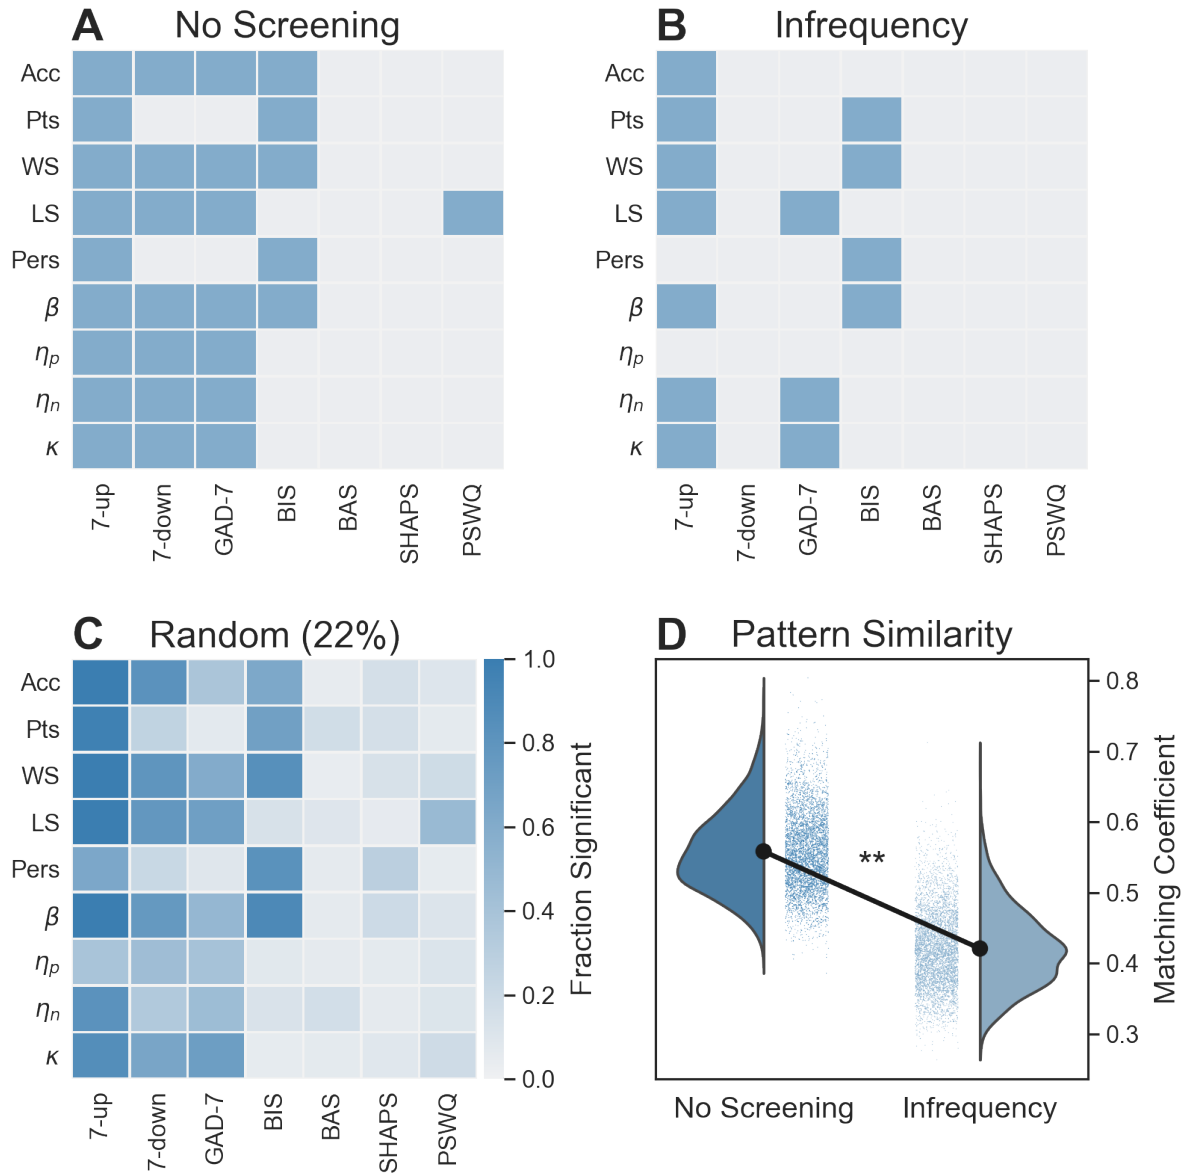 A No Screening
Acc
Pts
WS
LS
Pers
β
ηp
ηn
κ
7-up
7-down
GAD-7
BIS
BAS
SHAPS
PSWQ
B Infrequency
Acc
Pts
WS
LS
Pers
β
ηp
ηn
κ
7-up
7-down
GAD-7
BIS
BAS
SHAPS
PSWQ
C Random (22%)
Acc
Pts
WS
LS
Pers
β
ηp
ηn
κ
7-up
7-down
GAD-7
BIS
BAS
SHAPS
PSWQ
1.0
0.8
0.6
0.4
0.2
0.0
Fraction Significant
D Pattern Similarity
**
0.8
0.7
0.6
0.5
0.4
0.3
Matching Coefficient
No Screening
Infrequency